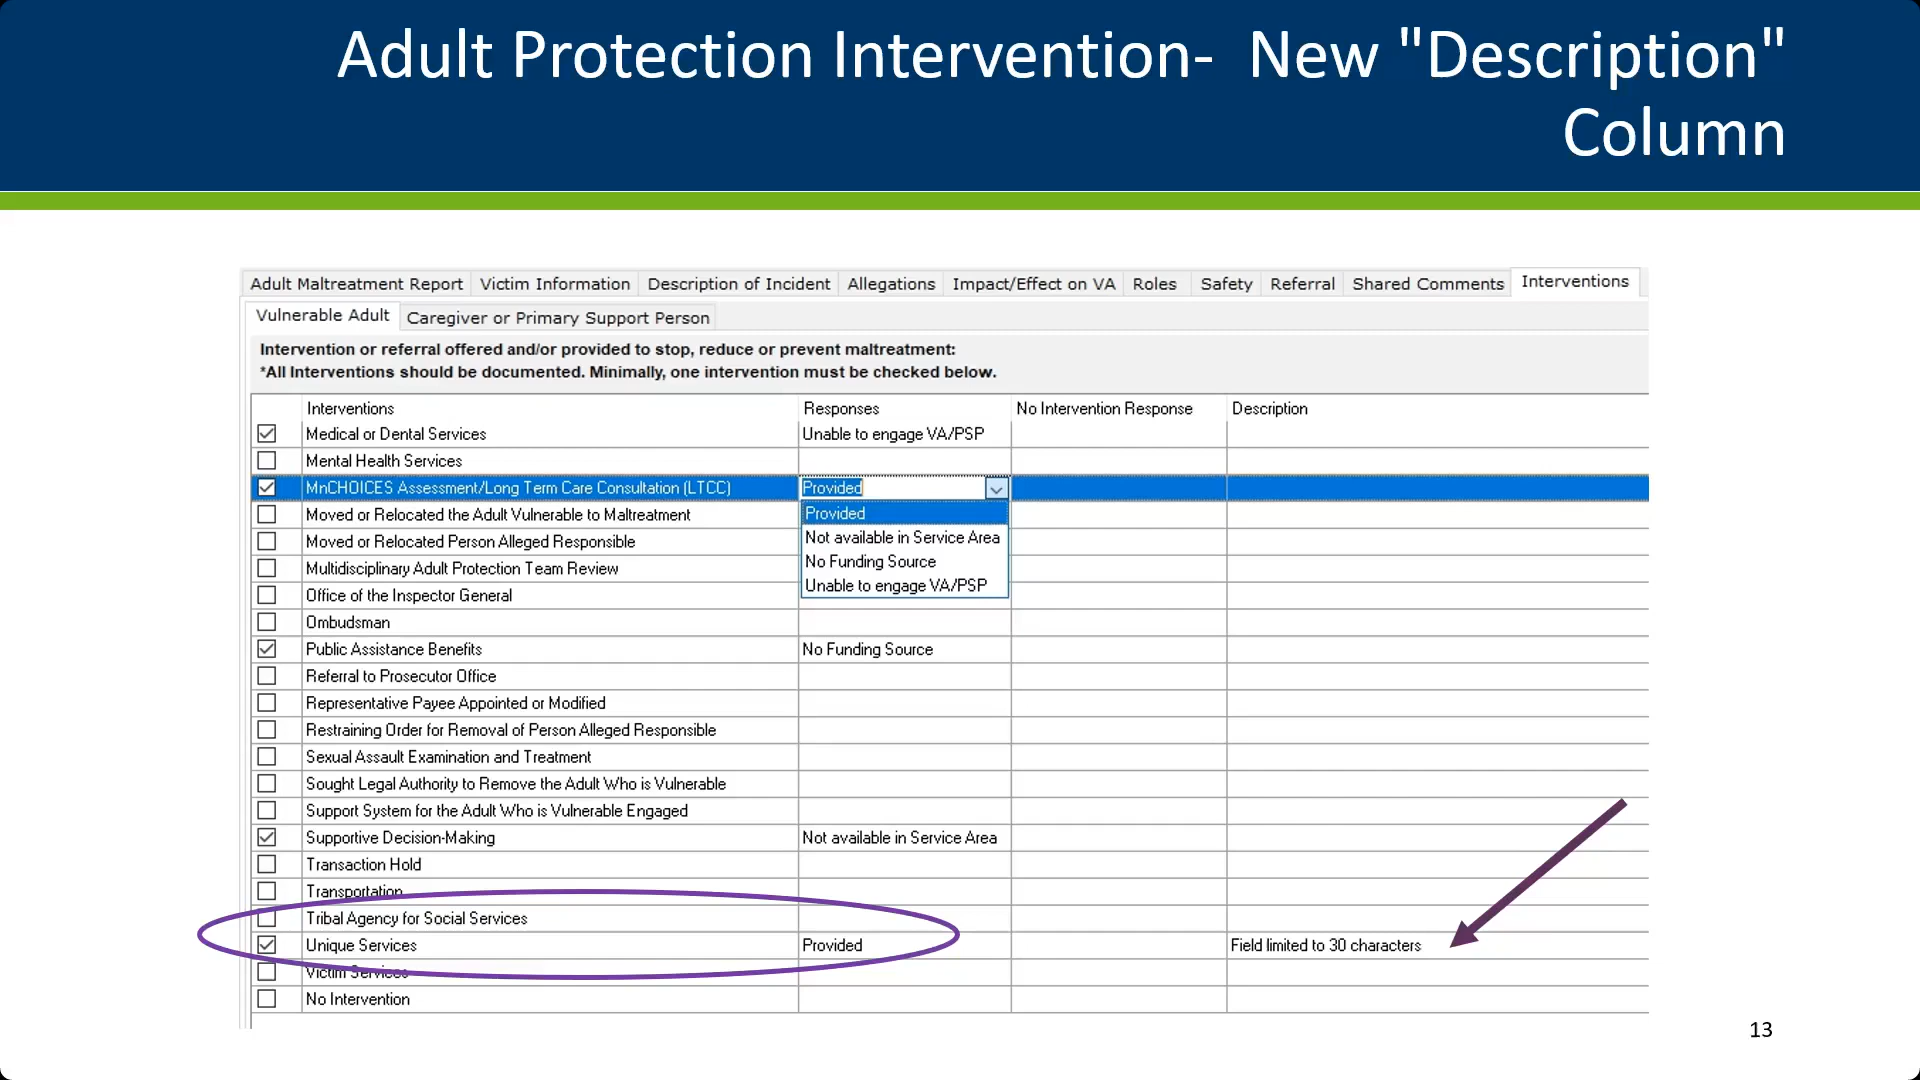 Adult Protection Intervention-  New "Description"
Column
Adult Maltreatment Report Victim Information Description of Incident Allegations Impact/Effect on VA Roles Safety Referral Shared Comments Interventions
Vulnerable Adult Caregiver or Primary Support Person
Intervention or referral offered and/or provided to stop, reduce or prevent maltreatment:
*All Interventions should be documented. Minimally, one intervention must be checked below.
Interventions Responses No Intervention Response Description
Medical or Dental Services Unable to engage VA/PSP
Mental Health Services
MnCHOICES Assessment/Long Term Care Consultation (LTCC) Provided
Moved or Relocated the Adult Vulnerable to Maltreatment Provided
Moved or Relocated Person Alleged Responsible Not available in Service Area
Multidisciplinary Adult Protection Team Review No Funding Source
Office of the Inspector General Unable to engage VA/PSP
Ombudsman
Public Assistance Benefits No Funding Source
Referral to Prosecutor Office
Representative Payee Appointed or Modified
Restraining Order for Removal of Person Alleged Responsible
Sexual Assault Examination and Treatment
Sought Legal Authority to Remove the Adult Who is Vulnerable
Support System for the Adult Who is Vulnerable Engaged
Supportive Decision-Making Not available in Service Area
Transaction Hold
Transportation
Tribal Agency for Social Services
Unique Services Provided Field limited to 30 characters
Victim Services
No Intervention
13